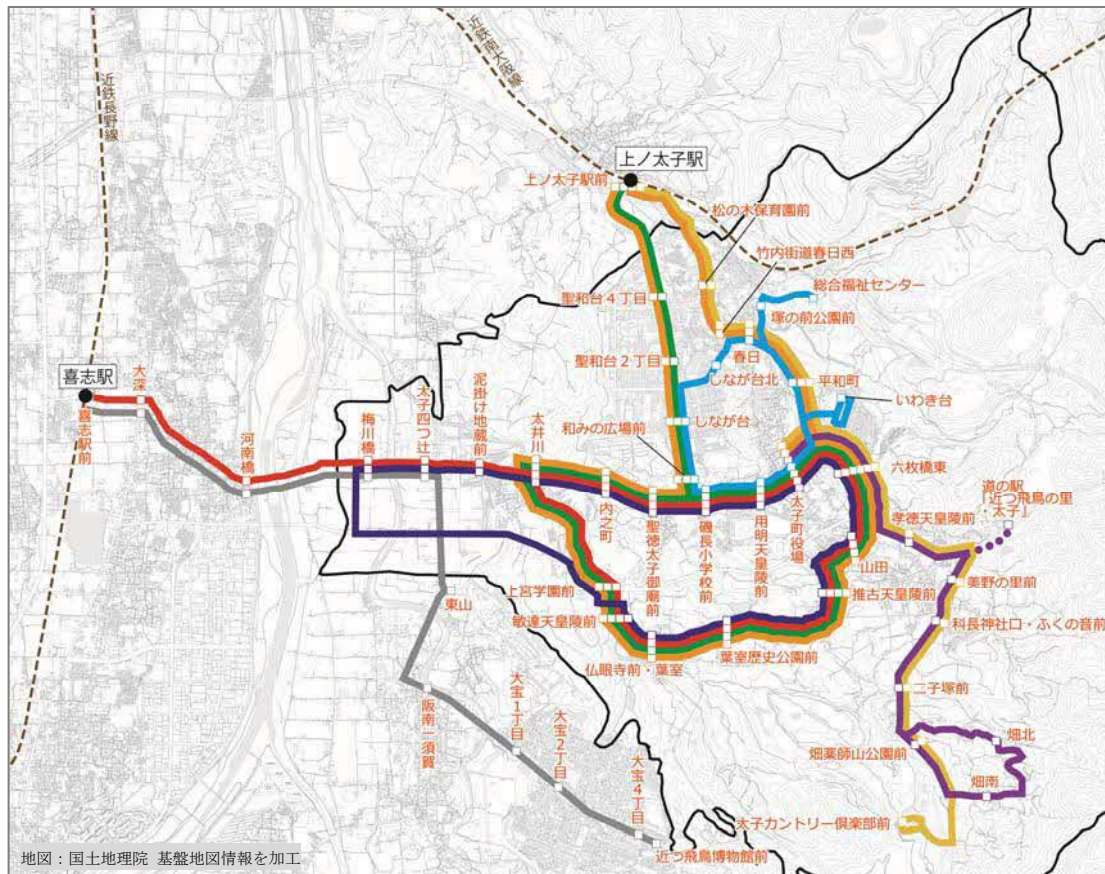 近鉄長野線
近鉄南大阪線
上ノ太子駅
上ノ太子駅前
松の木保育園前
竹内街道春日西
総合福祉センター
塚の前公園前
聖和台4丁目
春日
聖和台2丁目
しなが台北
平和町
いわき台
喜志駅
喜志駅前
大深
河南橋
梅川橋
太子四つ辻
泥掛け地蔵前
太井川
和みの広場前
しなが台
内之町
聖徳太子御廟前
磯長小学校前
用明天皇陵前
太子町役場
六枚橋東
道の駅
「近つ飛鳥の里
・太子」
孝徳天皇陵前
山田
推古天皇陵前
美野の里前
科長神社口・ふくの音前
上宮学園前
敏達天皇陵前
仏眼寺前・葉室
葉室歴史公園前
東山
阪南一須賀
大宝1丁目
大宝2丁目
大宝4丁目
近つ飛鳥博物館前
二子塚前
畑薬師山公園前
畑北
畑南
太子カントリー倶楽部前
地図：国土地理院 基盤地図情報を加工